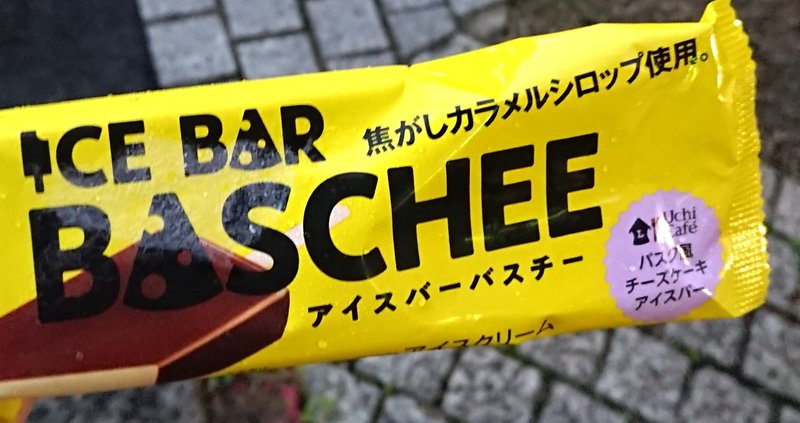 ICE BAR
焦がしカラメルシロップ使用。
BASCHEE
アイスバーバスチー
Uchi
Café
バスク風
チーズケーキ
アイスバー
アイスクリーム